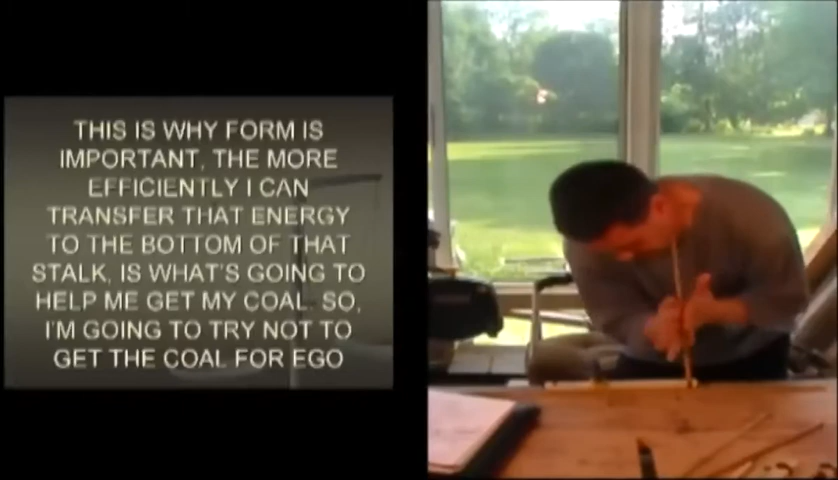 THIS IS WHY FORM IS
IMPORTANT, THE MORE
EFFICIENTLY I CAN
TRANSFER THAT ENERGY
TO THE BOTTOM OF THAT
STALK, IS WHAT'S GOING TO
HELP ME GET MY COAL. SO,
I'M GOING TO TRY NOT TO
GET THE COAL FOR EGO